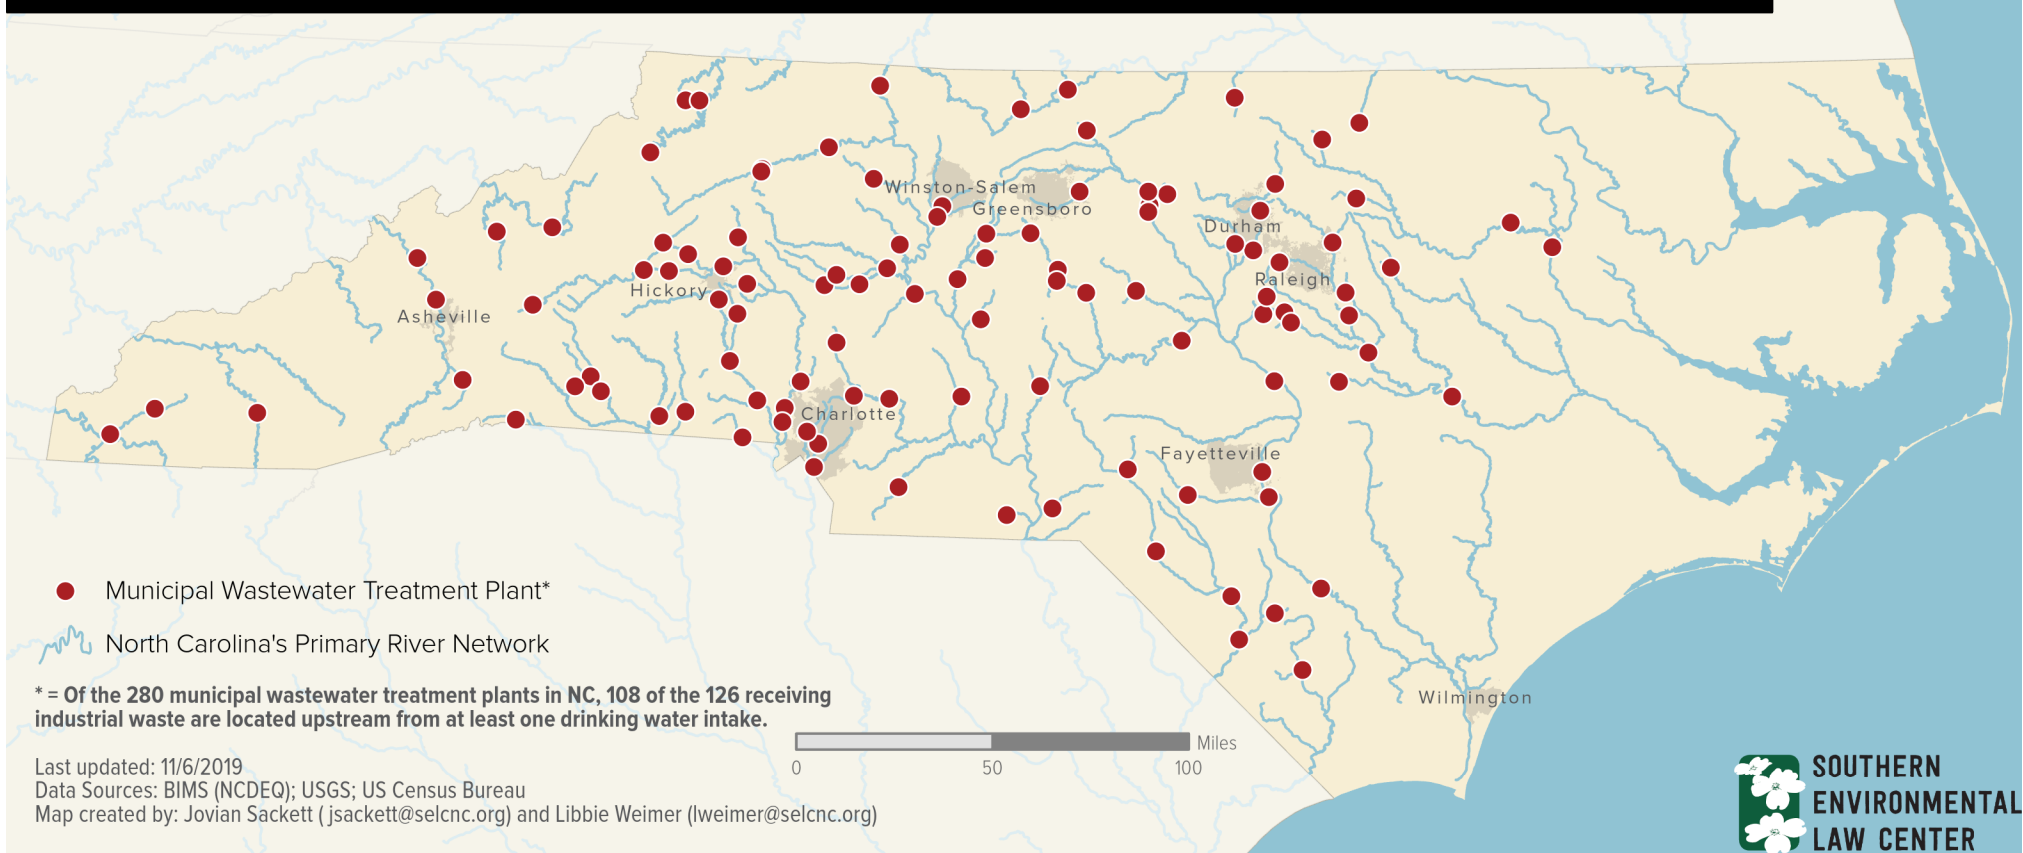 Winston-Salem
Greensboro
Durham
Raleigh
Hickory
Asheville
Charlotte
Fayetteville
Wilmington
Municipal Wastewater Treatment Plant*
North Carolina's Primary River Network
* = Of the 280 municipal wastewater treatment plants in NC, 108 of the 126 receiving
industrial waste are located upstream from at least one drinking water intake.
Miles
0 50 100
Last updated: 11/6/2019
Data Sources: BIMS (NCDEQ); USGS; US Census Bureau
Map created by: Jovian Sackett ( jsackett@selcnc.org) and Libbie Weimer (lweimer@selcnc.org)
SOUTHERN
ENVIRONMENTAL
LAW CENTER